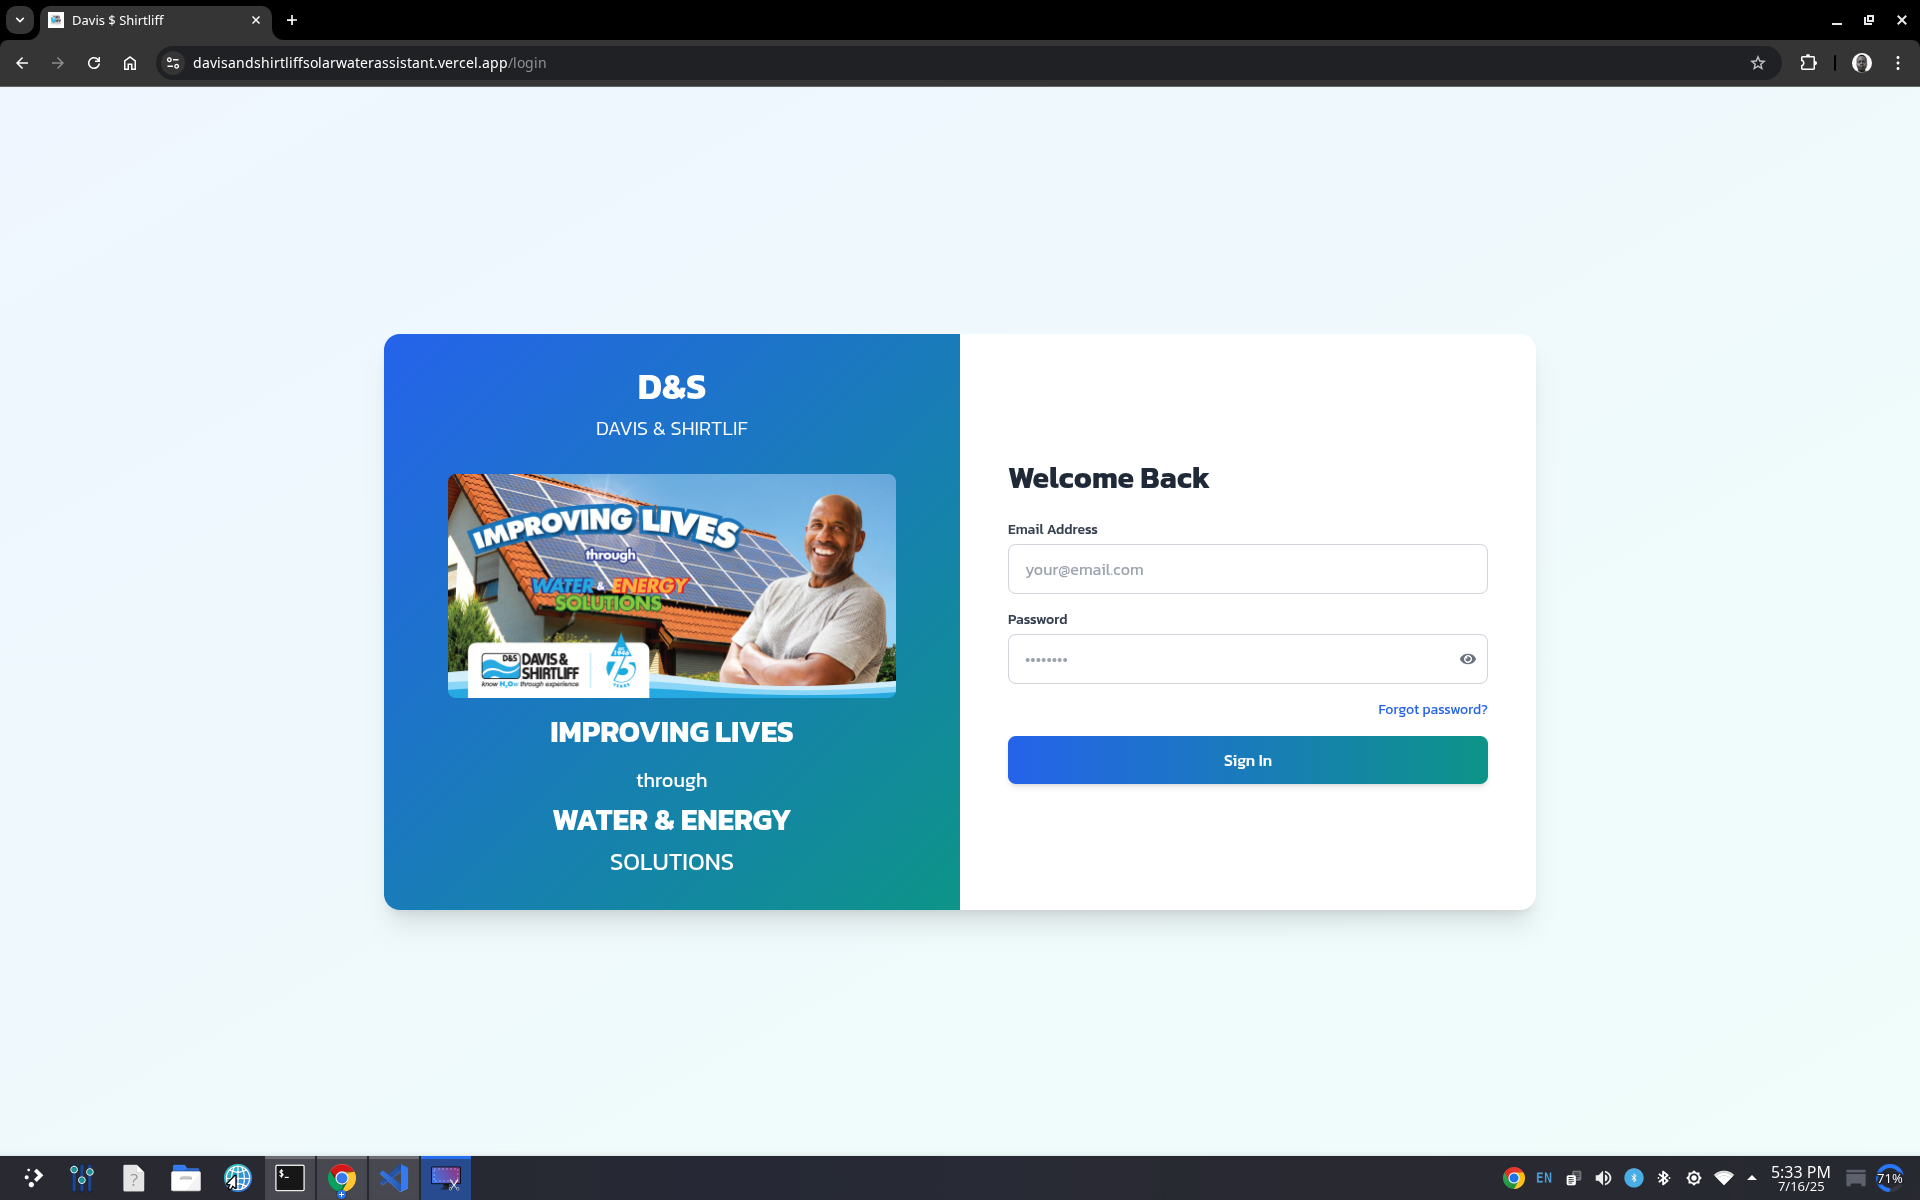 Davis $ Shirtliff
davisandshirtliffsolarwaterassistant.vercel.app/login
D&S
DAVIS & SHIRTLIF
IMPROVING LIVES
through
WATER & ENERGY
SOLUTIONS
D&S DAVIS &
SHIRTLIFF
know H₂O through experience
75
YEARS
IMPROVING LIVES
through
WATER & ENERGY
SOLUTIONS
Welcome Back
Email Address
your@email.com
Password
Forgot password?
Sign In
EN
5:33 PM
7/16/25
71%